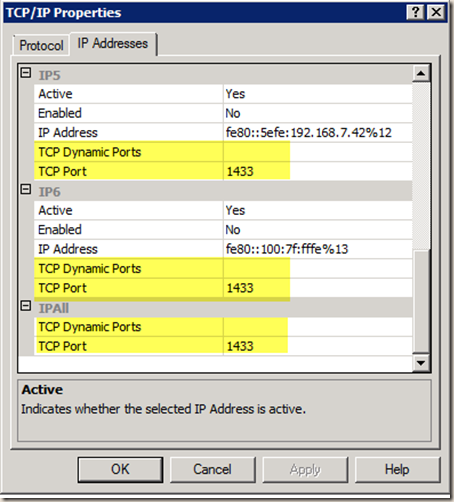 TCP/IP Properties
Protocol IP Addresses
IP5
Active Yes
Enabled No
IP Address fe80::5efe:192.168.7.42%12
TCP Dynamic Ports
TCP Port 1433
IP6
Active Yes
Enabled No
IP Address fe80::100:7f:fffe%13
TCP Dynamic Ports
TCP Port 1433
IPAll
TCP Dynamic Ports
TCP Port 1433
Active
Indicates whether the selected IP Address is active.
OK Cancel Apply Help